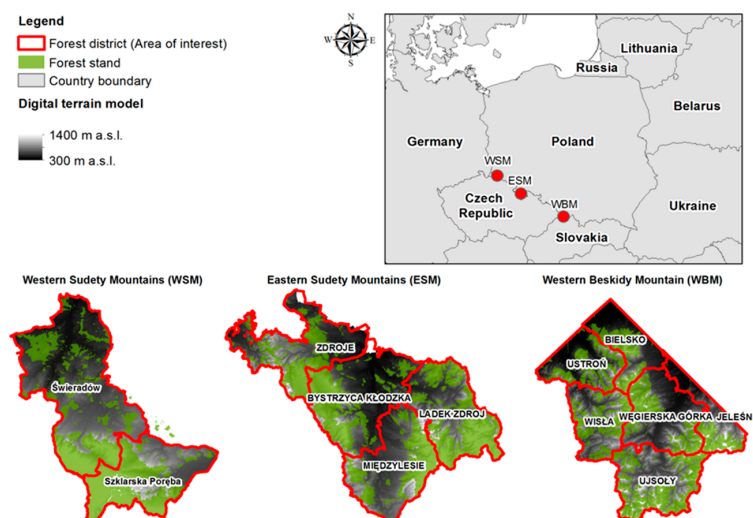 Legend
Forest district (Area of interest)
Forest stand
Country boundary
Digital terrain model
1400 m a.s.l.
300 m a.s.l.
N
W
E
S
Lithuania
Russia
Belarus
Germany
Poland
WSM
ESM
Czech
Republic
WBM
Ukraine
Slovakia
Western Sudety Mountains (WSM)
Eastern Sudety Mountains (ESM)
Western Beskidy Mountain (WBM)
Świeradów
Szklarska Poręba
ZDROJE
BYSTRZYCA KŁODZKA
LADEK-ZDROJ
MIĘDZYLESIE
BIELSKO
USTROŃ
WISŁA
WĘGIERSKA GÓRKA
JELEŚN
UJSOŁY